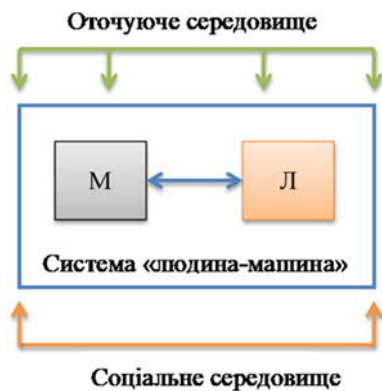 Оточуюче середовище
М Л
Система «людина-машина»
Соціальне середовище